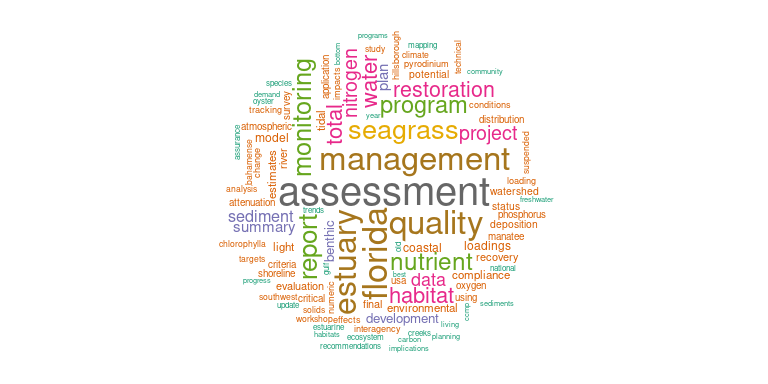 programs
mapping
study
climate
hillsborough
technical
bottom
nitrogen
water
plan
pyrodinium
potential
community
species
application
impacts
restoration
demand
oyster
survey
monitoring
program
conditions
tracking
tidal
total
year
distribution
atmospheric
seagrass
project
assurance
model
suspended
bahamense
change
estimates
river
management
loading
analysis
assessment
watershed
freshwater
attenuation
trends
status
phosphorus
sediment
summary
report
benthic
estuary
florida
quality
deposition
manatee
chlorophylla
light
gulf
old
coastal
loadings
targets
criteria
nutrient
recovery
shoreline
best
national
progress
evaluation
numeric
usa
data
compliance
oxygen
southwest
critical
habitat
using
update
solids
final
environmental
ccmp
sediments
workshop
effects
development
living
estuarine
interagency
habitats
ecosystem
creeks
carbon
planning
recommendations
implications